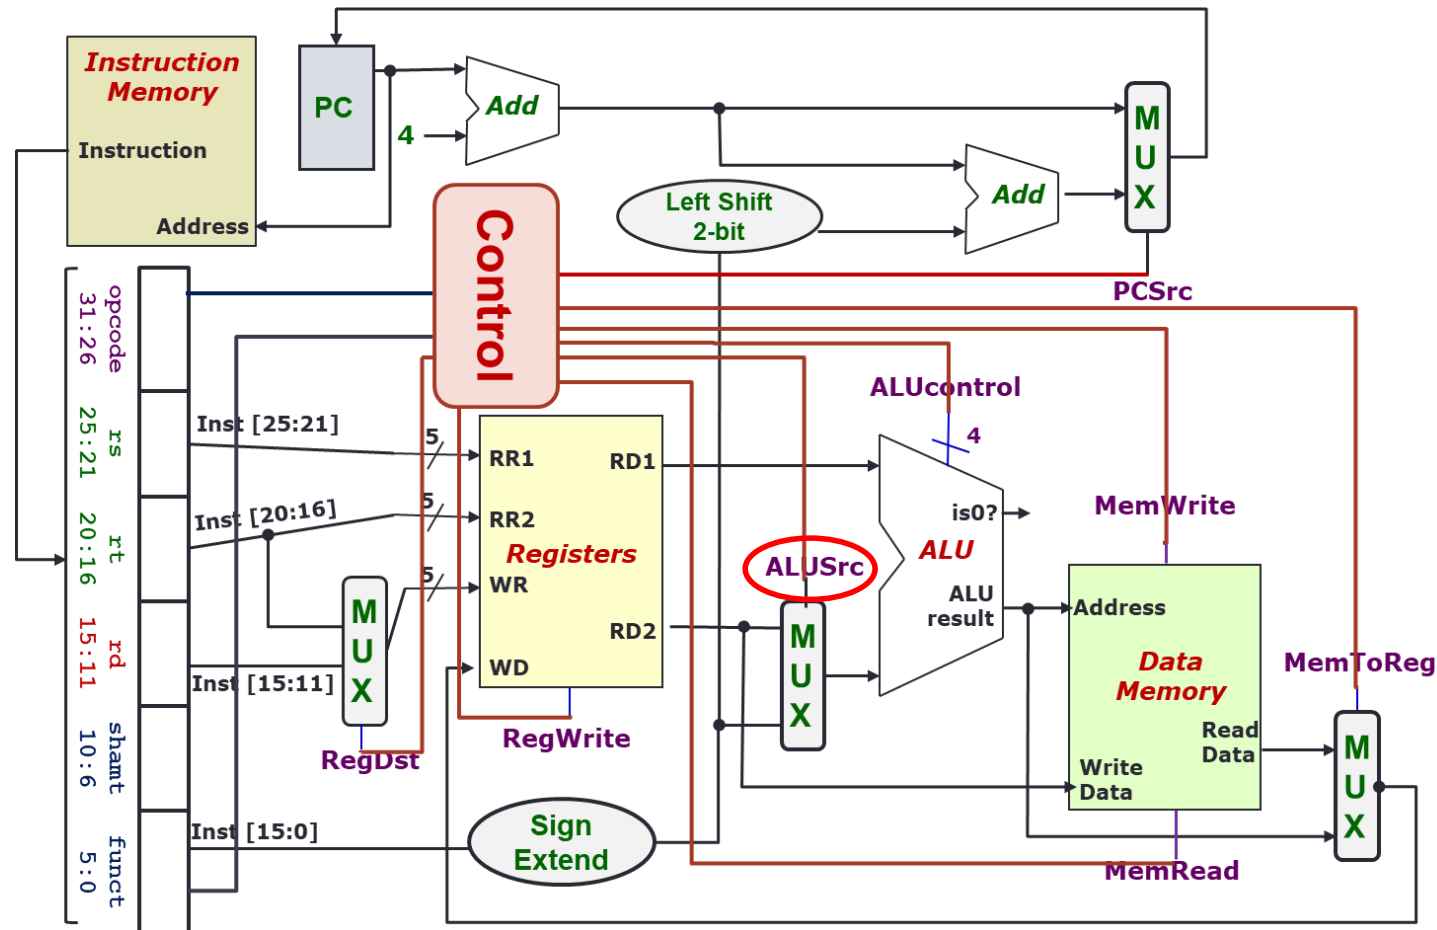 Instruction
Memory
Instruction
Address
PC
4
Add
Add
M
U
X
Left Shift
2-bit
Control
PCSrc
opcode
31:26
rs
25:21
rt
20:16
rd
15:11
shamt
10:6
funct
5:0
Inst [25:21]
5
Inst [20:16]
5
5
Inst [15:11]
Inst [15:0]
M
U
X
RegDst
RR1
RR2
WR
WD
RD1
RD2
Registers
RegWrite
Sign
Extend
ALUSrc
M
U
X
ALUcontrol
4
is0?
ALU
ALU
result
MemWrite
Address
Data
Memory
Read
Data
Write
Data
MemRead
MemToReg
M
U
X